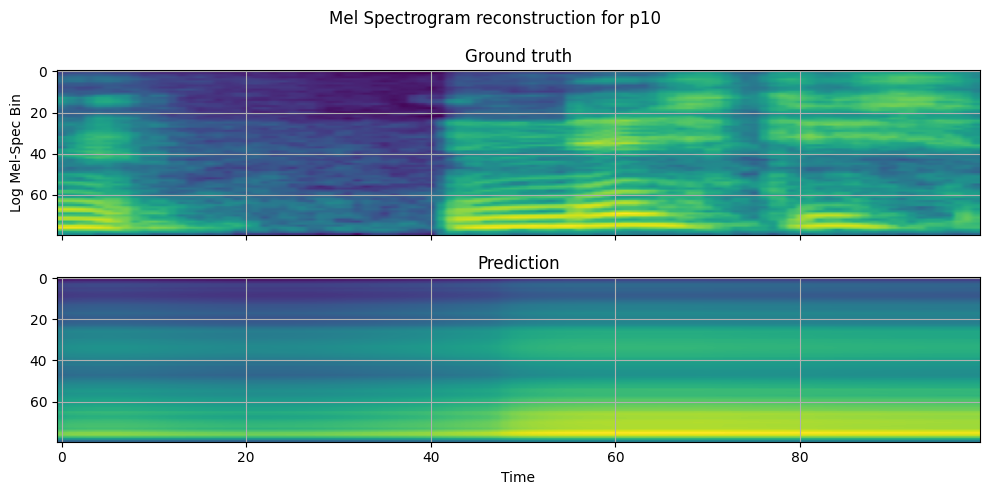 Mel Spectrogram reconstruction for p10
Ground truth
Log Mel-Spec Bin
0
20
40
60
Prediction
0
20
40
60
0 20 40 60 80
Time